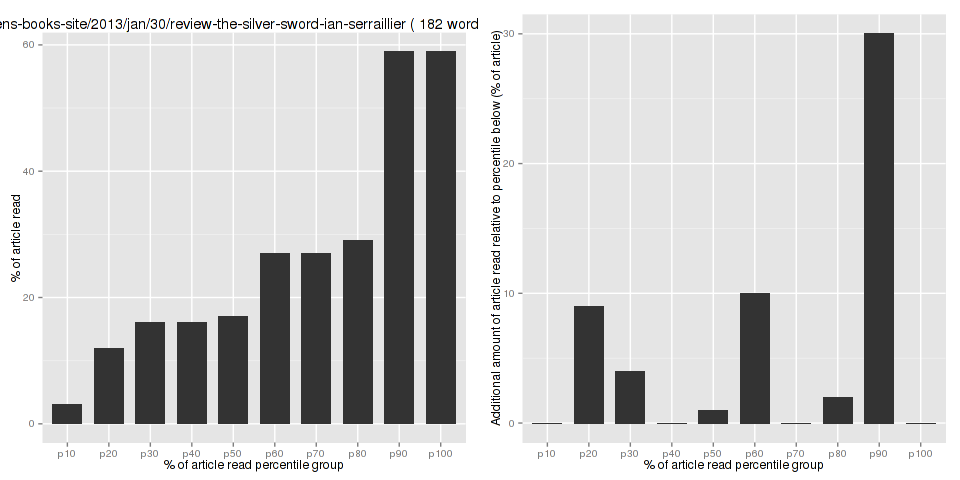 ens-books-site/2013/jan/30/review-the-silver-sword-ian-serraillier ( 182 word
% of article read
60
40
20
0
p10 p20 p30 p40 p50 p60 p70 p80 p90 p100
% of article read percentile group
Additional amount of article read relative to percentile below (% of article)
30
20
10
0
p10 p20 p30 p40 p50 p60 p70 p80 p90 p100
% of article read percentile group